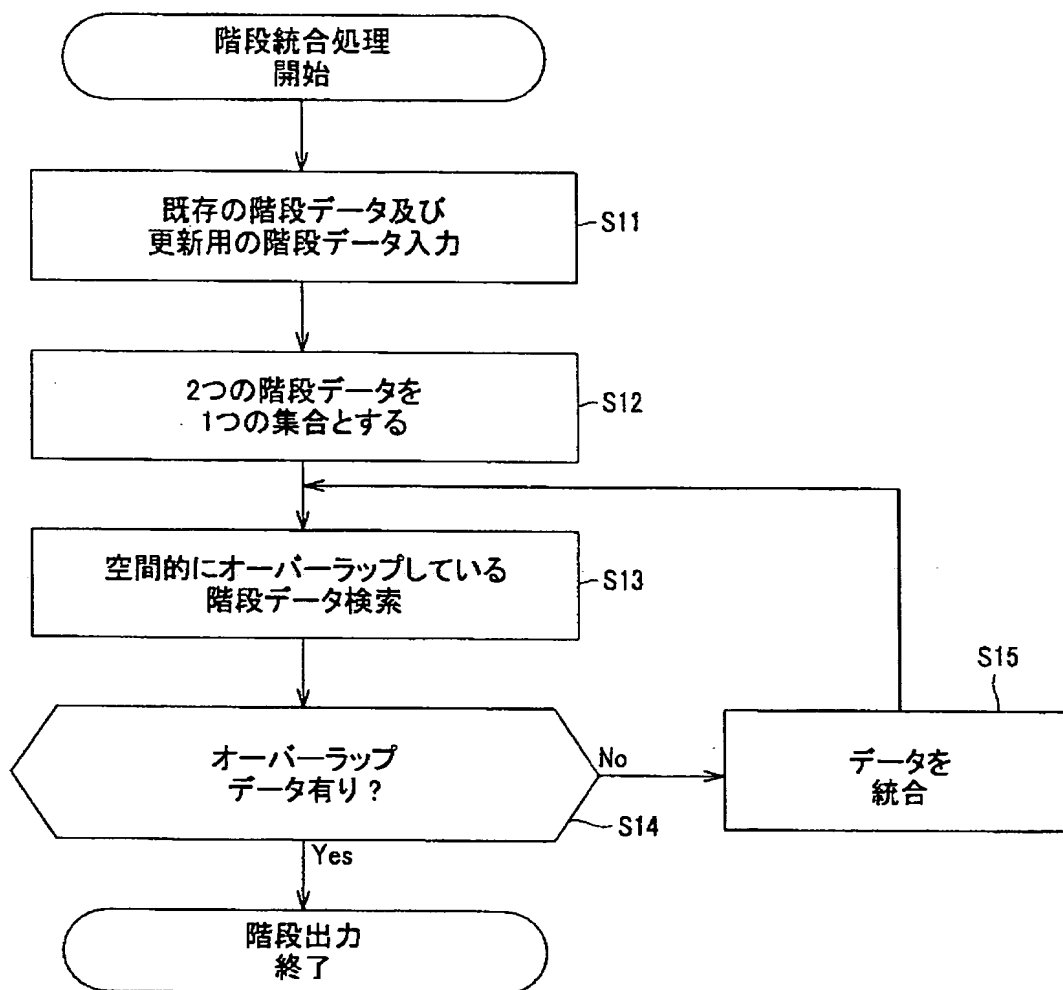 階段統合処理
開始
既存の階段データ及び
更新用の階段データ入力
S11
2つの階段データを
1つの集合とする
S12
空間的にオーバーラップしている
階段データ検索
S13
オーバーラップ
データ有り?
S14
No
S15
データを
統合
Yes
階段出力
終了